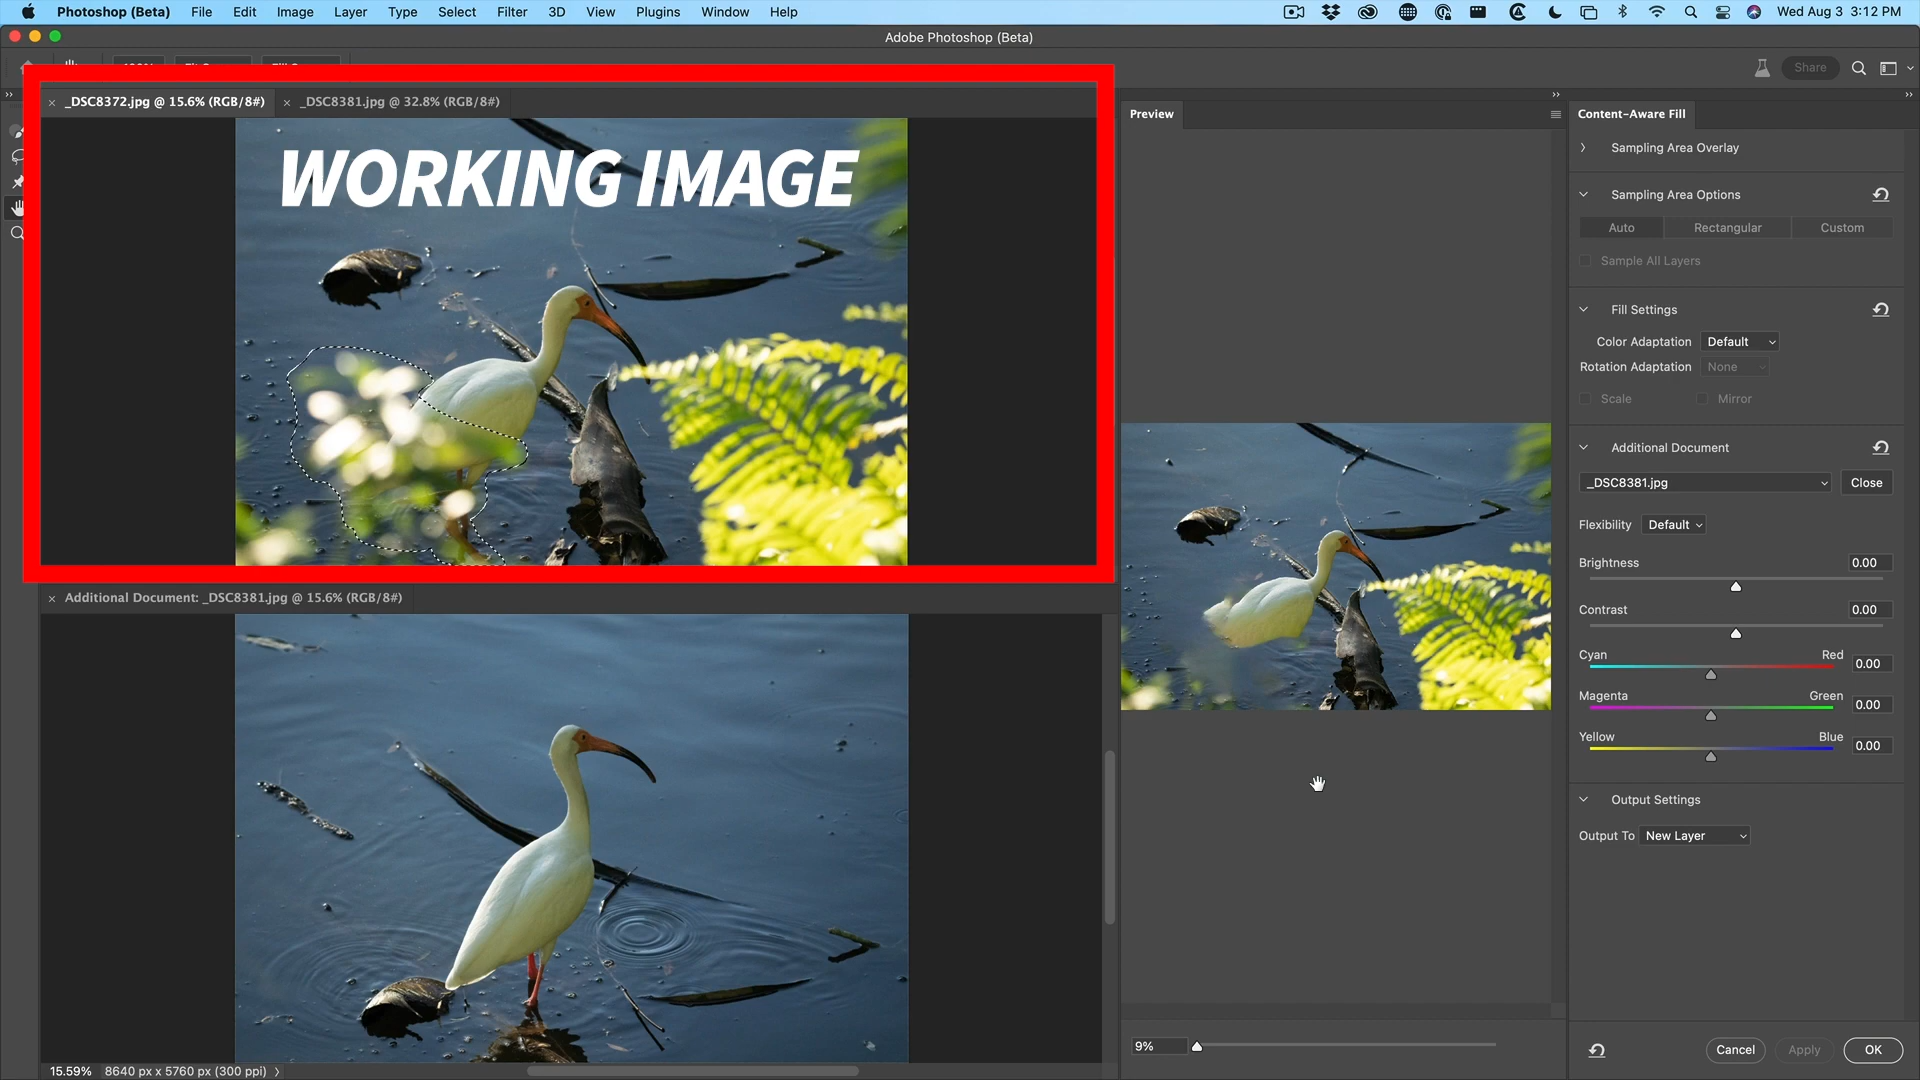 Photoshop (Beta) File Edit Image Layer Type Select Filter 3D View Plugins Window Help Wed Aug 3 3:12 PM
Adobe Photoshop (Beta)
Share
_DSC8372.jpg @ 15.6% (RGB/8#) _DSC8381.jpg @ 32.8% (RGB/8#)
WORKING IMAGE
Additional Document: _DSC8381.jpg @ 15.6% (RGB/8#)
15.59% 8640 px x 5760 px (300 ppi)
Preview
9%
Content-Aware Fill
Sampling Area Overlay
Sampling Area Options
Auto Rectangular Custom
Sample All Layers
Fill Settings
Color Adaptation Default
Rotation Adaptation None
Scale Mirror
Additional Document
_DSC8381.jpg Close
Flexibility Default
Brightness 0.00
Contrast 0.00
Cyan Red 0.00
Magenta Green 0.00
Yellow Blue 0.00
Output Settings
Output To New Layer
Cancel Apply OK